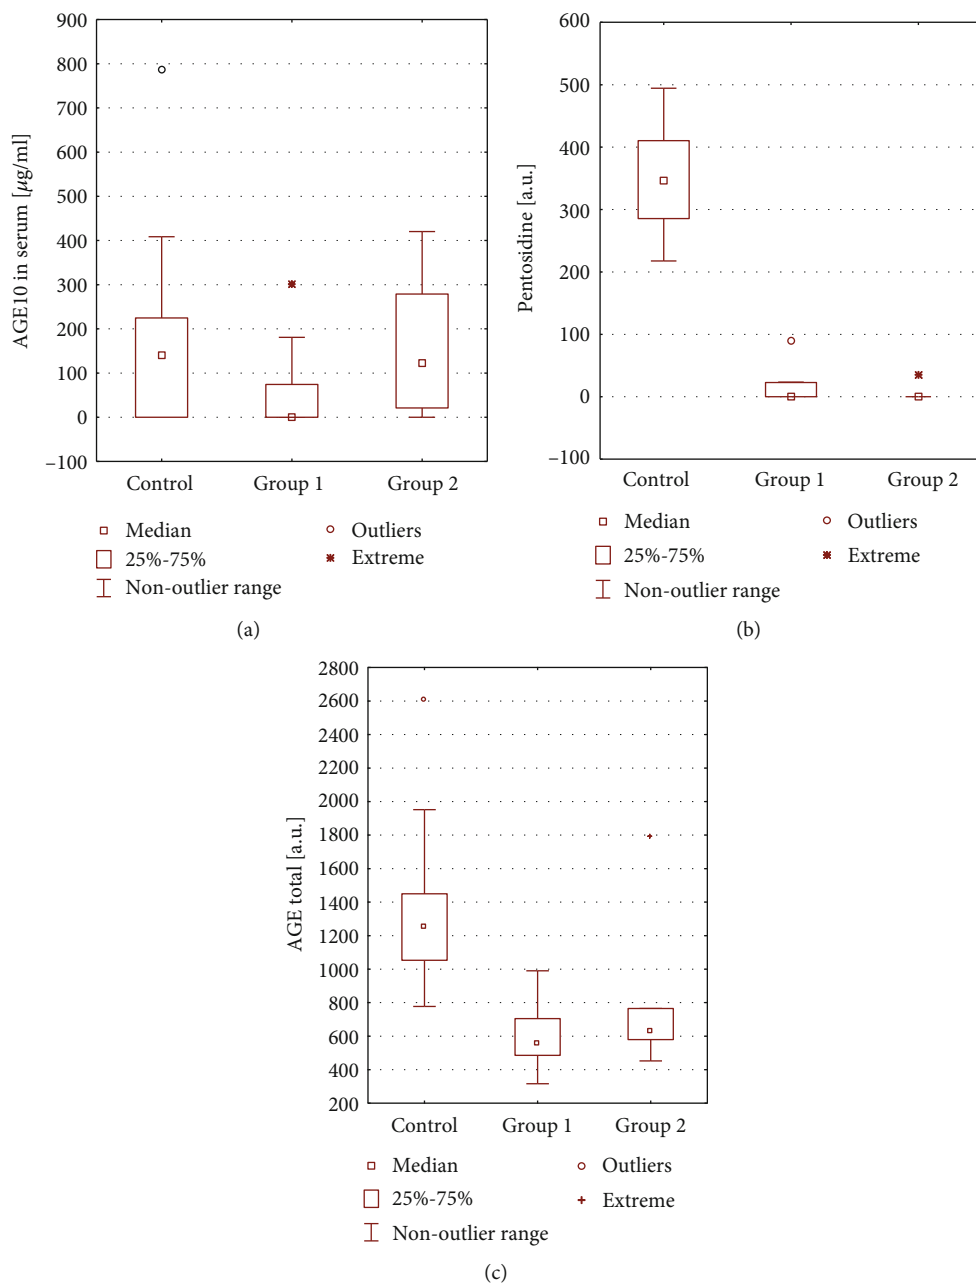 900
800
700
600
500
400
300
200
100
0
–100
AGE10 in serum [µg/ml]
Control
Group 1
Group 2
Median
25%-75%
Non-outlier range
Outliers
Extreme
(a)
600
500
400
300
200
100
0
–100
Pentosidine [a.u.]
Control
Group 1
Group 2
Median
25%-75%
Non-outlier range
Outliers
Extreme
(b)
2800
2600
2400
2200
2000
1800
1600
1400
1200
1000
800
600
400
200
AGE total [a.u.]
Control
Group 1
Group 2
Median
25%-75%
Non-outlier range
Outliers
Extreme
(c)